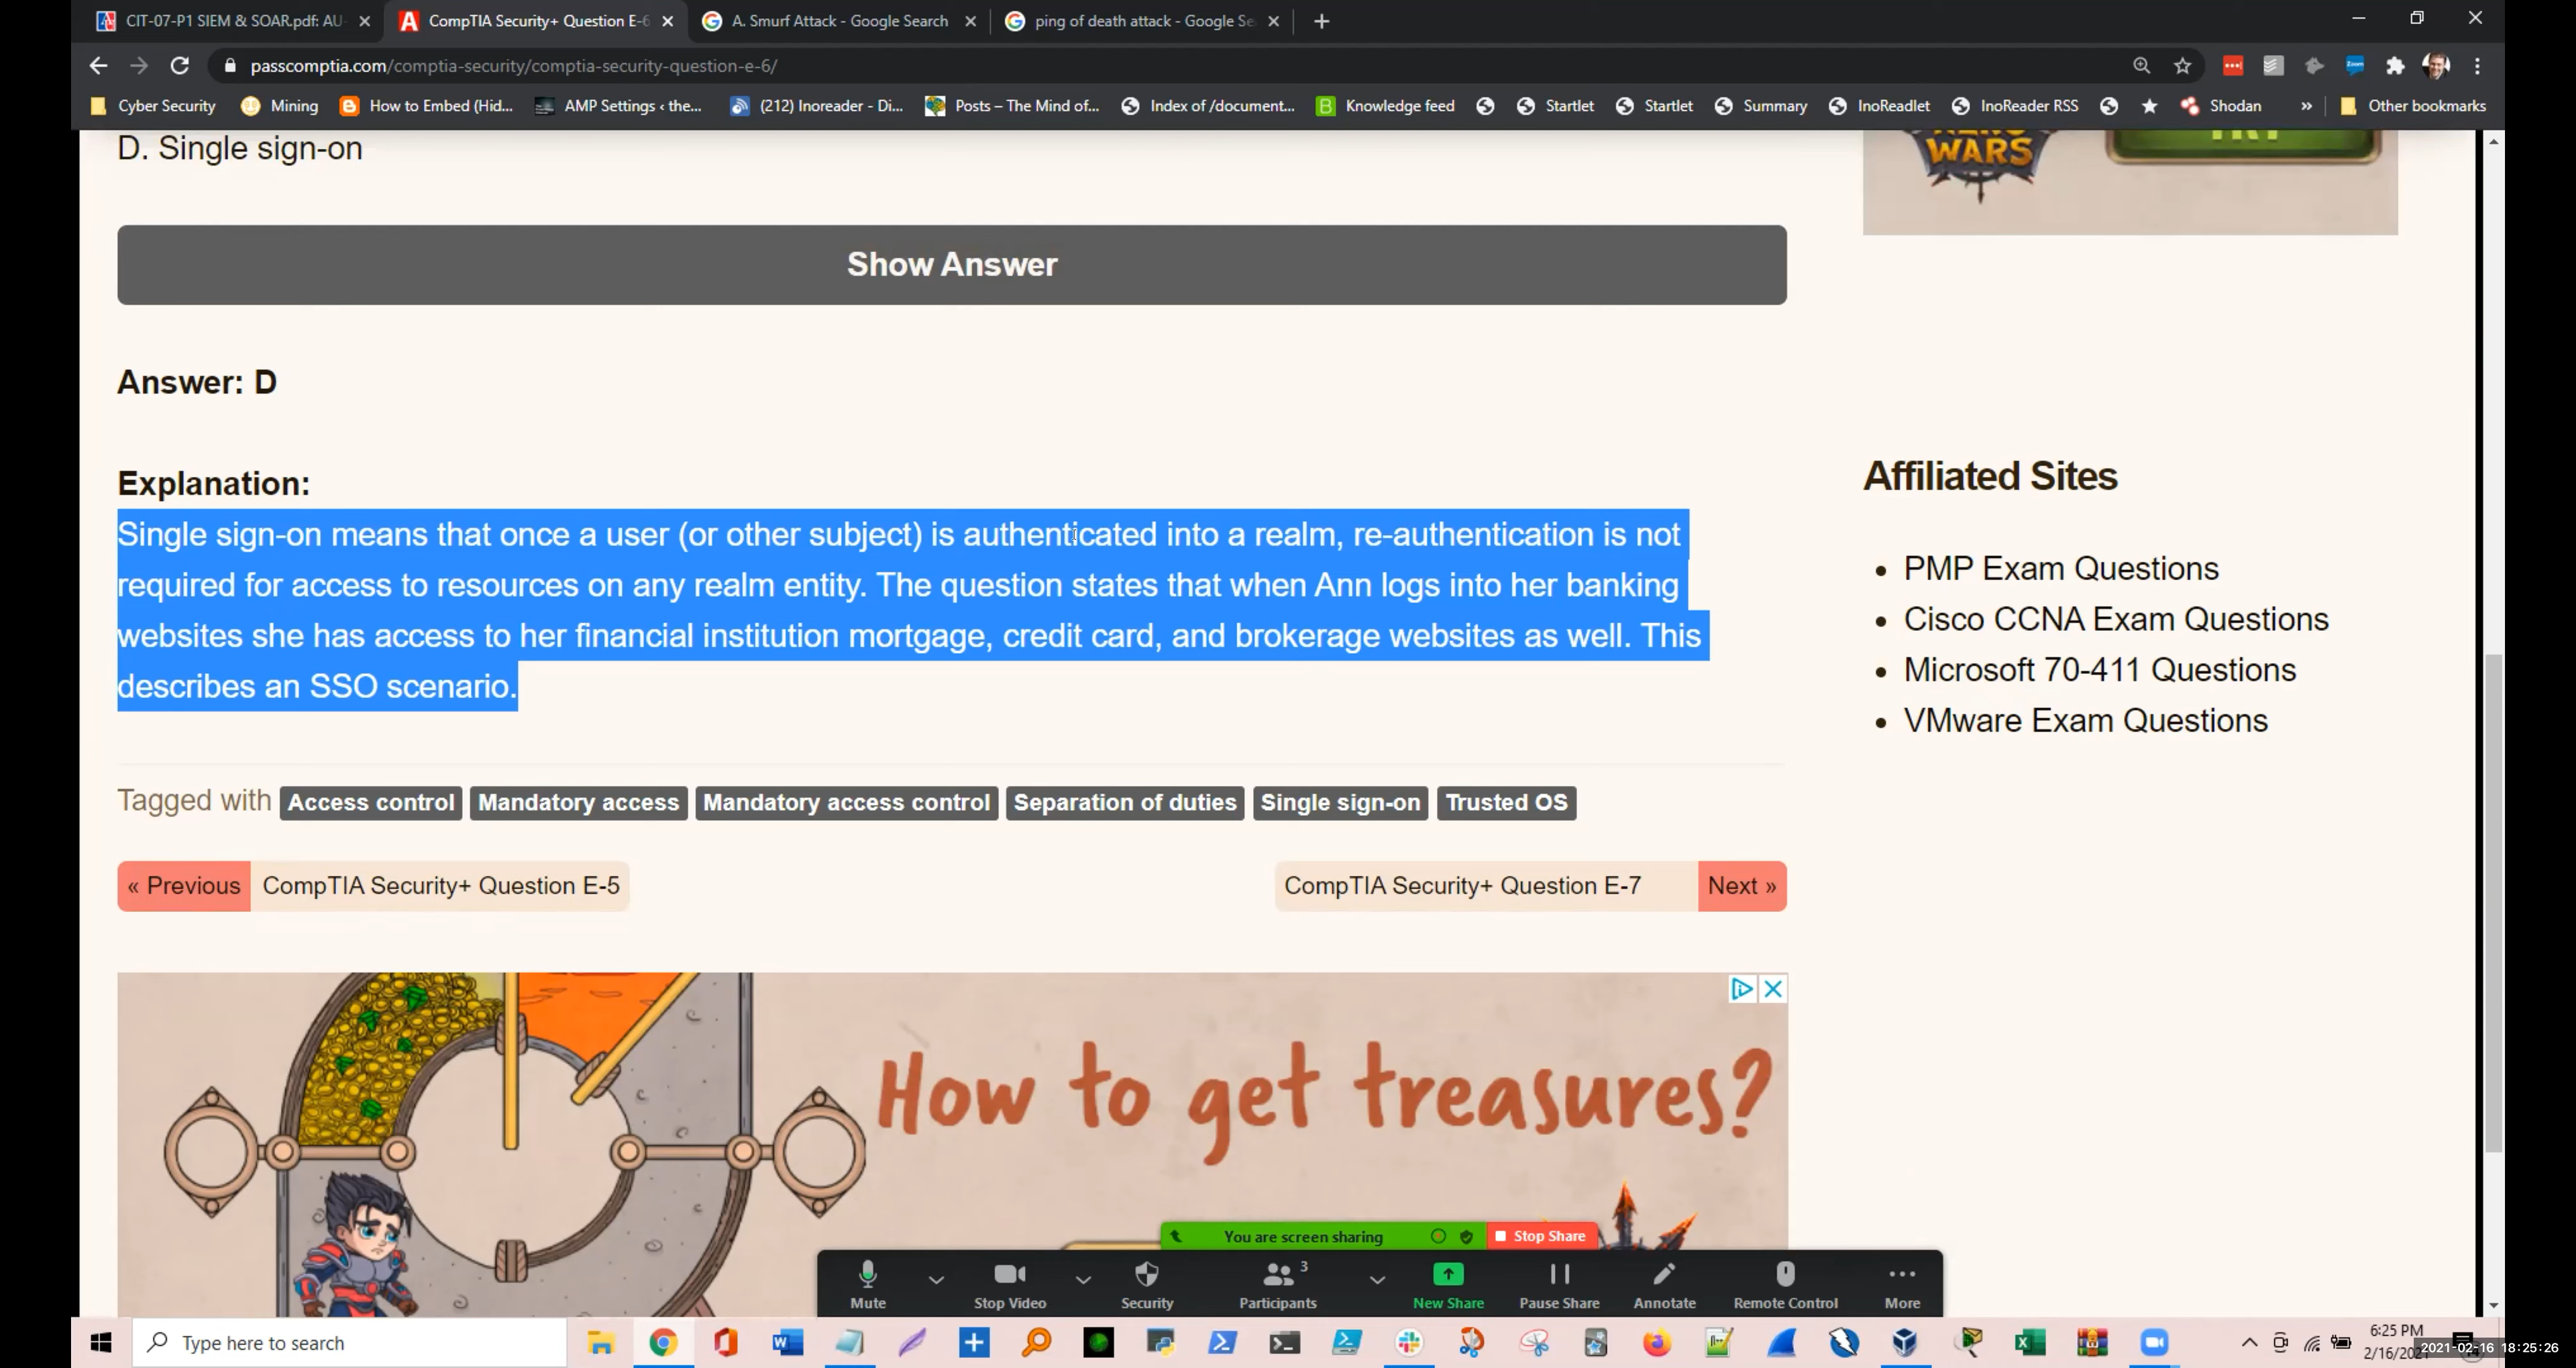 CIT-07-P1 SIEM & SOAR.pdf: AU-
CompTIA Security+ Question E-6
A. Smurf Attack - Google Search
ping of death attack - Google Se
passcomptia.com/comptia-security/comptia-security-question-e-6/
Cyber Security
Mining
How to Embed (Hid...
AMP Settings ‹ the...
(212) Inoreader - Di...
Posts – The Mind of...
Index of /document...
Knowledge feed
Startlet
Startlet
Summary
InoReadlet
InoReader RSS
Shodan
»
Other bookmarks
D. Single sign-on
WARS
Show Answer
Answer: D
Explanation:
Single sign-on means that once a user (or other subject) is authenticated into a realm, re-authentication is not
required for access to resources on any realm entity. The question states that when Ann logs into her banking
websites she has access to her financial institution mortgage, credit card, and brokerage websites as well. This
describes an SSO scenario.
Affiliated Sites
• PMP Exam Questions
• Cisco CCNA Exam Questions
• Microsoft 70-411 Questions
• VMware Exam Questions
Tagged with Access control Mandatory access Mandatory access control Separation of duties Single sign-on Trusted OS
« Previous CompTIA Security+ Question E-5
CompTIA Security+ Question E-7 Next »
How to get treasures?
You are screen sharing
Stop Share
Mute
Stop Video
Security
Participants 3
New Share
Pause Share
Annotate
Remote Control
More
Type here to search
6:25 PM
2/16/202
2021-02-16 18:25:26